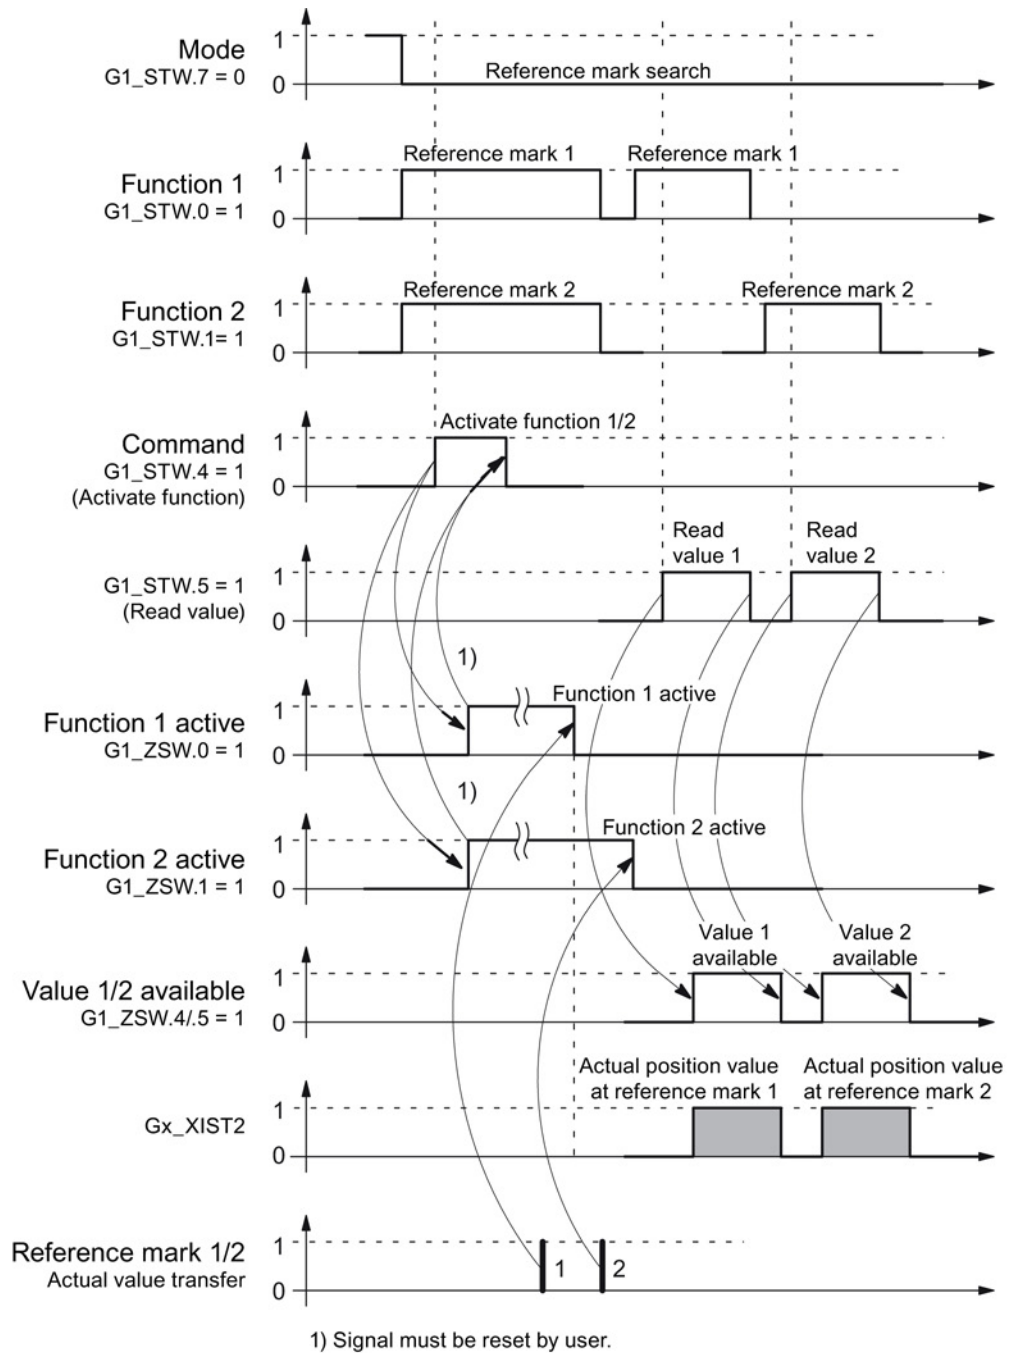 1
Mode
G1_STW.7 = 0
0
Reference mark search
Reference mark 1
Reference mark 1
1
Function 1
G1_STW.0 = 1
0
Reference mark 2
Reference mark 2
1
Function 2
G1_STW.1= 1
0
Activate function 1/2
1
Command
G1_STW.4 = 1
(Activate function)
0
Read
value 1
Read
value 2
1
G1_STW.5 = 1
(Read value)
0
1)
Function 1 active
1
Function 1 active
G1_ZSW.0 = 1
0
1)
Function 2 active
1
Function 2 active
G1_ZSW.1 = 1
0
Value 1
available
Value 2
available
1
Value 1/2 available
G1_ZSW.4/.5 = 1
0
Actual position value
at reference mark 1
Actual position value
at reference mark 2
1
Gx_XIST2
0
1
Reference mark 1/2
Actual value transfer
0
1
2
1) Signal must be reset by user.